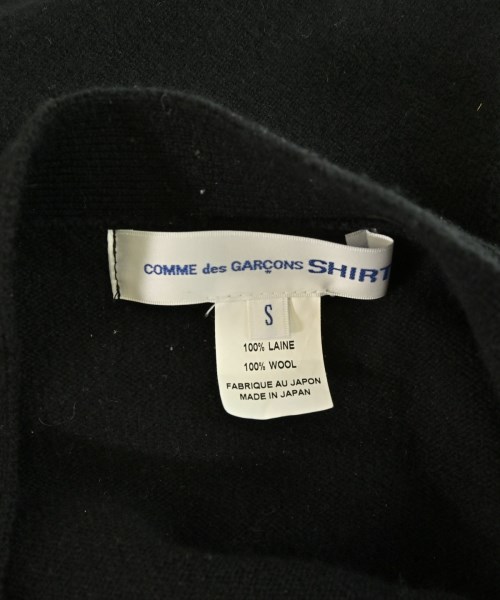 COMME des GARÇONS SHIRT
S
100% LAINE
100% WOOL
FABRIQUE AU JAPON
MADE IN JAPAN